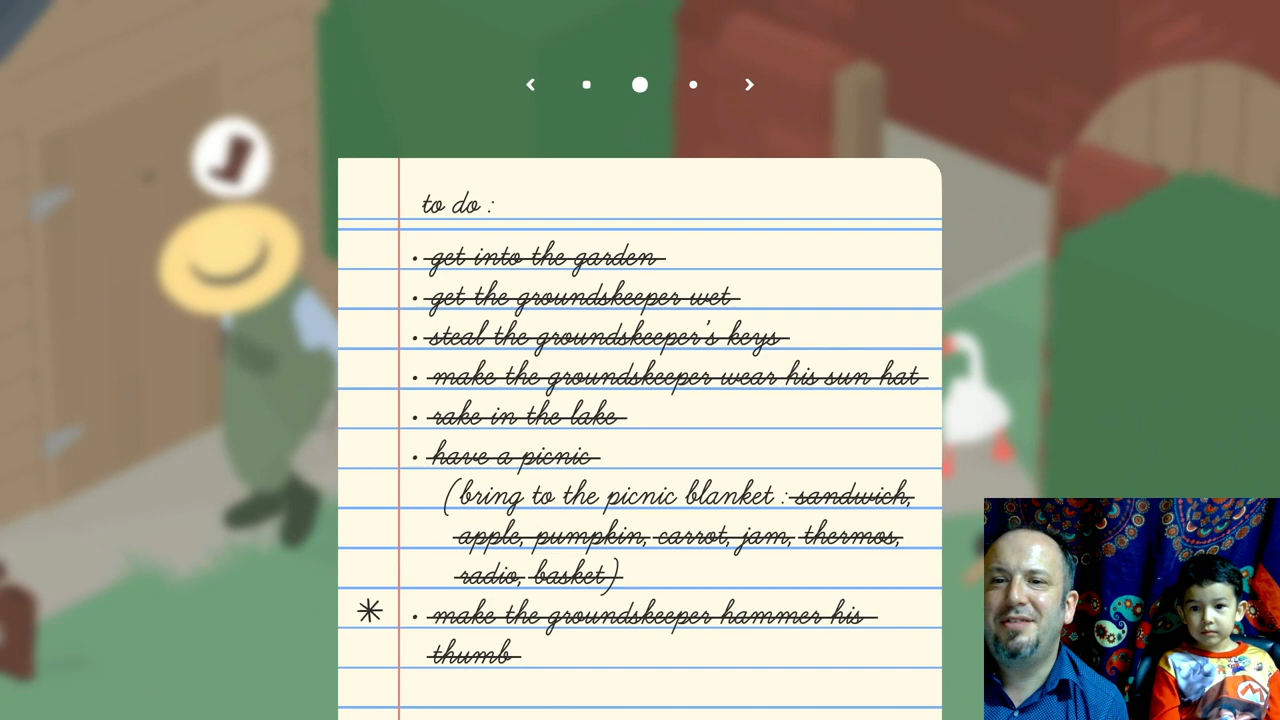 to do :
• get into the garden
• get the groundskeeper wet
• steal the groundskeeper's keys
• make the groundskeeper wear his sun hat
• rake in the lake
• have a picnic
(bring to the picnic blanket : sandwich,
apple, pumpkin, carrot, jam, thermos,
radio, basket)
• make the groundskeeper hammer his
thumb